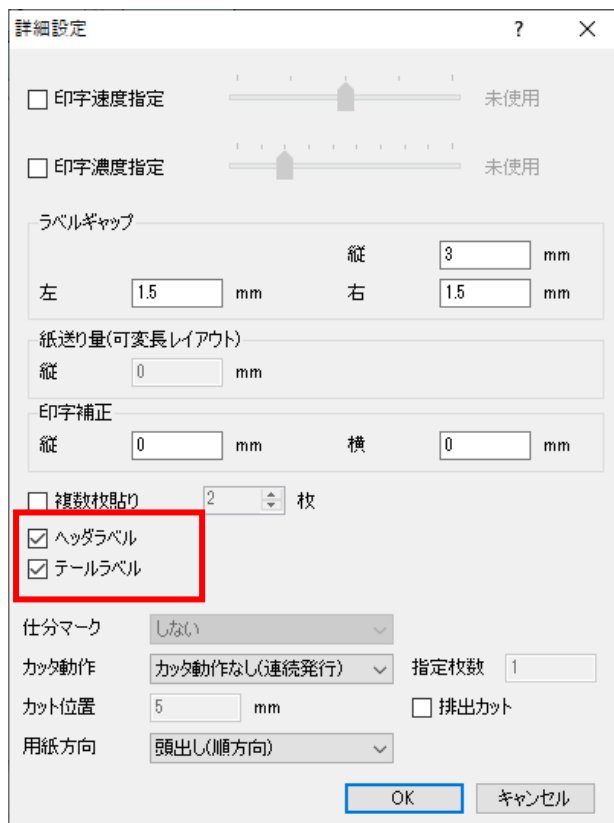 詳細設定 ?
印字速度指定 未使用
印字濃度指定 未使用
ラベルギャップ
縦 3 mm
左 1.5 mm 右 1.5 mm
紙送り量(可変長レイアウト)
縦 0 mm
印字補正
縦 0 mm 横 0 mm
複数枚貼り 2 枚
ヘッダラベル
テールラベル
仕分マーク しない
カッタ動作 カッタ動作なし(連続発行) 指定枚数 1
カット位置 5 mm 排出カット
用紙方向 頭出し(順方向)
OK キャンセル